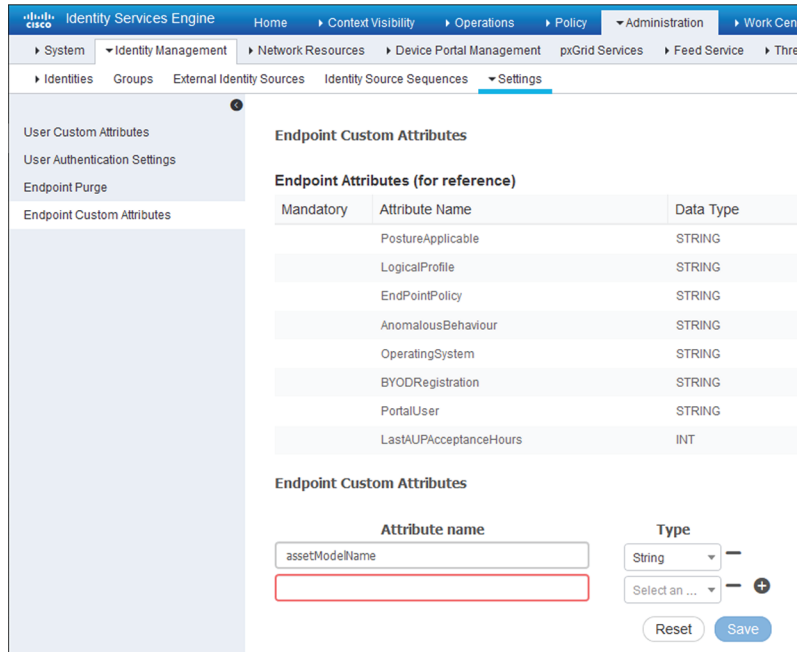 cisco Identity Services Engine Home Context Visibility Operations Policy Administration Work Cen
System Identity Management Network Resources Device Portal Management pxGrid Services Feed Service Thre
Identities Groups External Identity Sources Identity Source Sequences Settings
User Custom Attributes
User Authentication Settings
Endpoint Purge
Endpoint Custom Attributes
Endpoint Custom Attributes
Endpoint Attributes (for reference)
Mandatory Attribute Name Data Type
PostureApplicable STRING
LogicalProfile STRING
EndPointPolicy STRING
AnomalousBehaviour STRING
OperatingSystem STRING
BYODRegistration STRING
PortalUser STRING
LastAUPAcceptanceHours INT
Endpoint Custom Attributes
Attribute name Type
assetModelName String
Select an ...
Reset Save